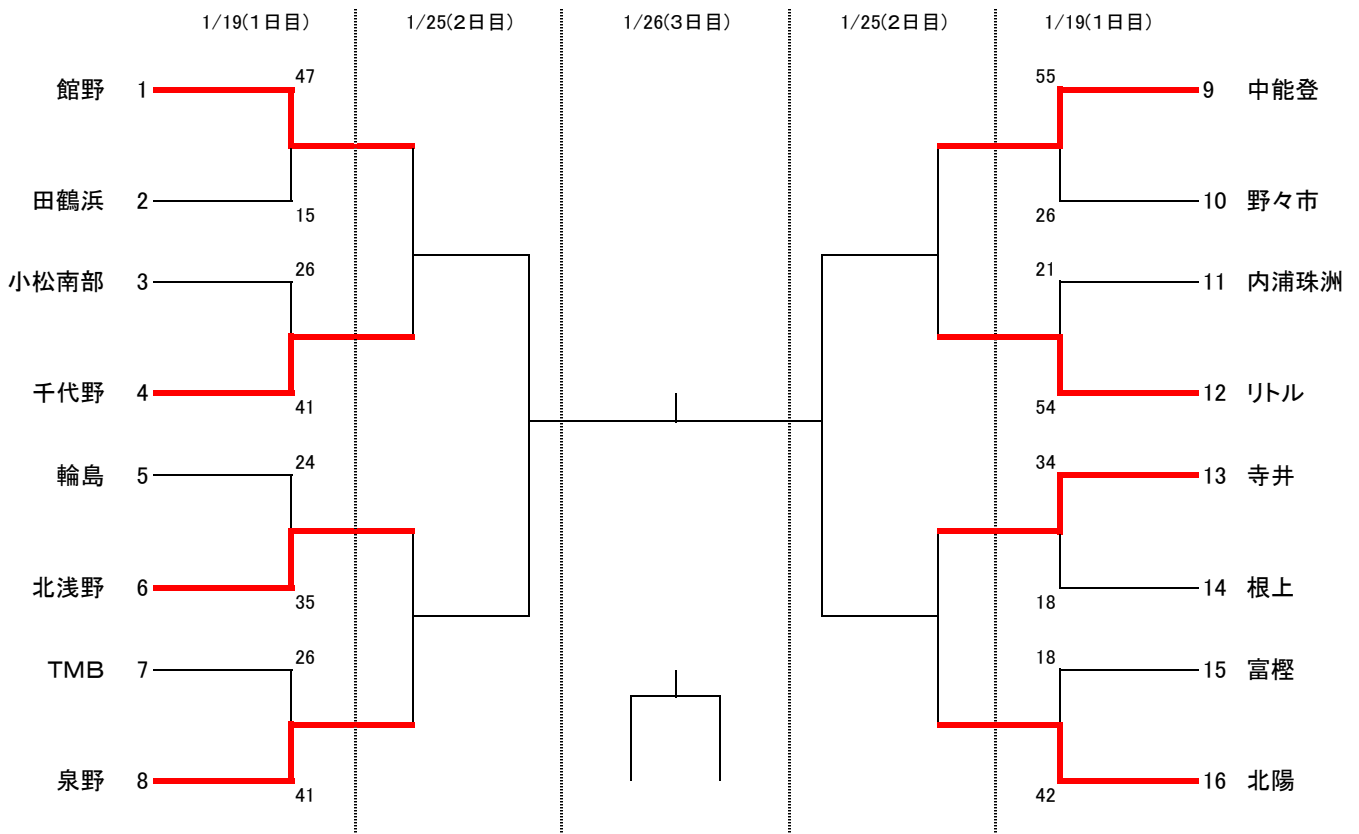 1/19(1日目) 1/25(2日目) 1/26(3日目) 1/25(2日目) 1/19(1日目)
47 55
館野 1 9 中能登
田鶴浜 2 10 野々市
15 26
26 21
小松南部 3 11 内浦珠洲
千代野 4 12 リトル
41 54
24 34
輪島 5 13 寺井
北浅野 6 14 根上
35 18
26 18
TMB 7 15 富樫
泉野 8 16 北陽
41 42